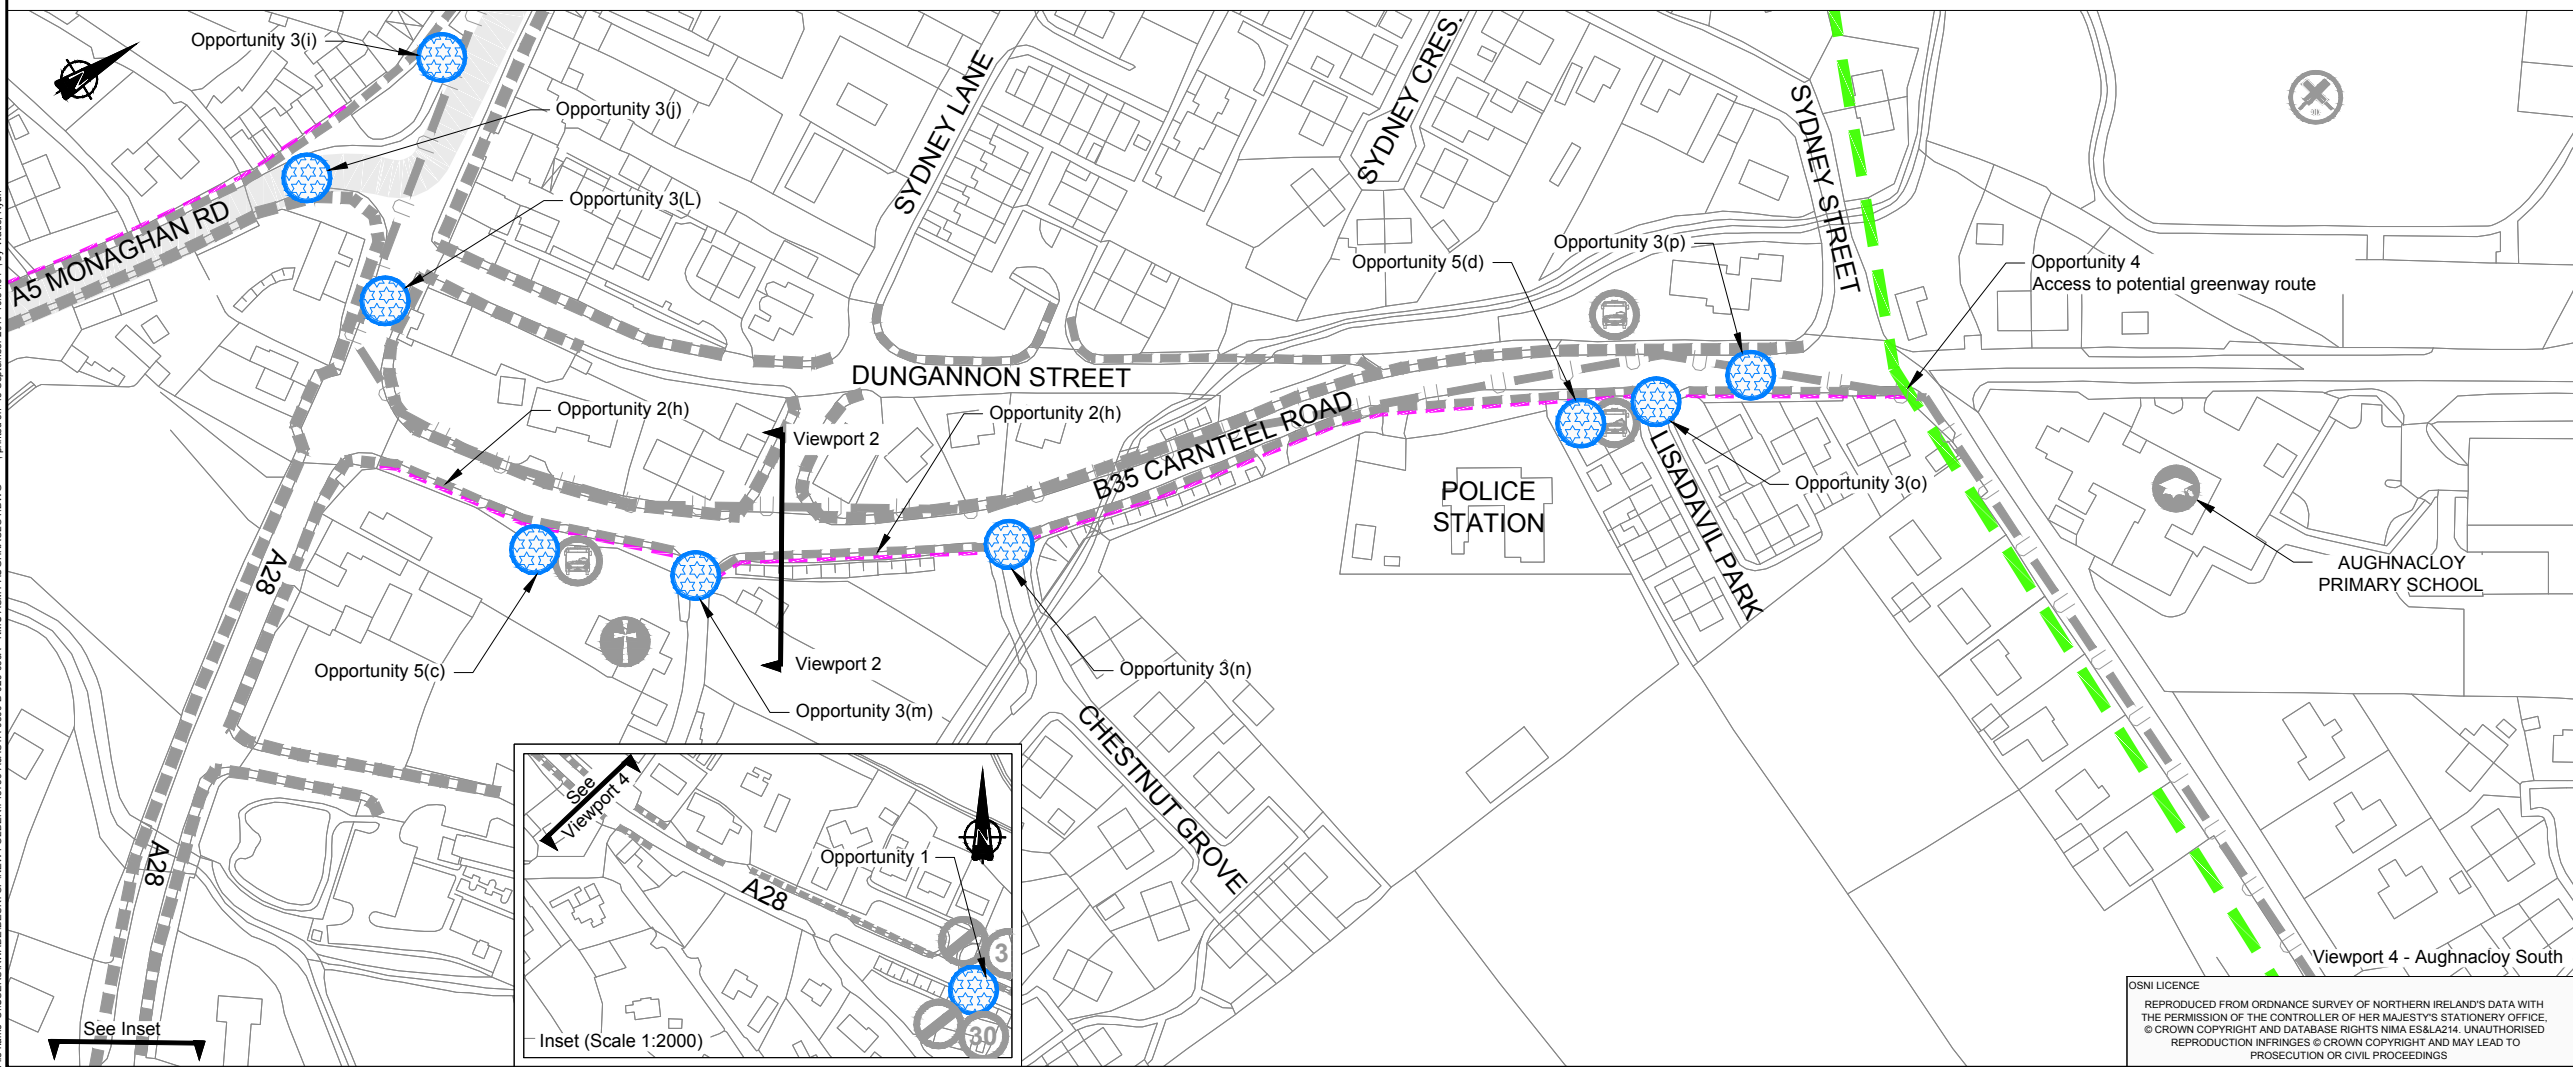 Opportunity 3(i)
Opportunity 3(j)
Opportunity 3(L)
A5 MONAGHAN RD
SYDNEY LANE
SYDNEY CRES.
SYDNEY STREET
Opportunity 3(p)
Opportunity 5(d)
Opportunity 4
Access to potential greenway route
DUNGANNON STREET
Opportunity 2(h)
Opportunity 2(h)
Viewport 2
B35 CARNTEEL ROAD
POLICE
STATION
LISADAVIL PARK
Opportunity 3(o)
AUGHNACLOY
PRIMARY SCHOOL
A28
Opportunity 5(c)
Viewport 2
Opportunity 3(n)
Opportunity 3(m)
CHESTNUT GROVE
A28
See
Viewport 4
N
Opportunity 1
A28
3
30
Inset (Scale 1:2000)
See Inset
Viewport 4 - Aughnacloy South
OSNI LICENCE
REPRODUCED FROM ORDNANCE SURVEY OF NORTHERN IRELAND'S DATA WITH
THE PERMISSION OF THE CONTROLLER OF HER MAJESTY'S STATIONERY OFFICE,
© CROWN COPYRIGHT AND DATABASE RIGHTS NIMA ES&LA214. UNAUTHORISED
REPRODUCTION INFRINGES © CROWN COPYRIGHT AND MAY LEAD TO
PROSECUTION OR CIVIL PROCEEDINGS